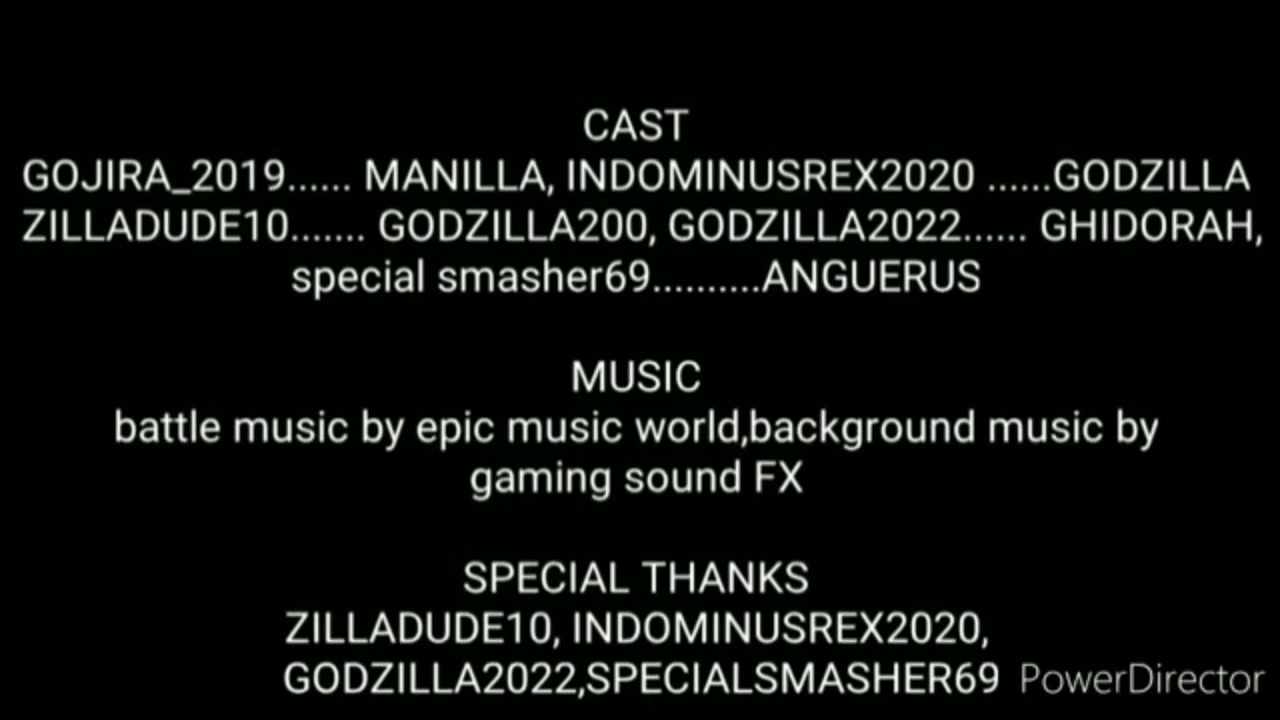 CAST
GOJIRA_2019...... MANILLA, INDOMINUSREX2020 ......GODZILLA
ZILLADUDE10....... GODZILLA200, GODZILLA2022...... GHIDORAH,
special smasher69..........ANGUERUS
MUSIC
battle music by epic music world,background music by
gaming sound FX
SPECIAL THANKS
ZILLADUDE10, INDOMINUSREX2020,
GODZILLA2022,SPECIALSMASHER69
PowerDirector